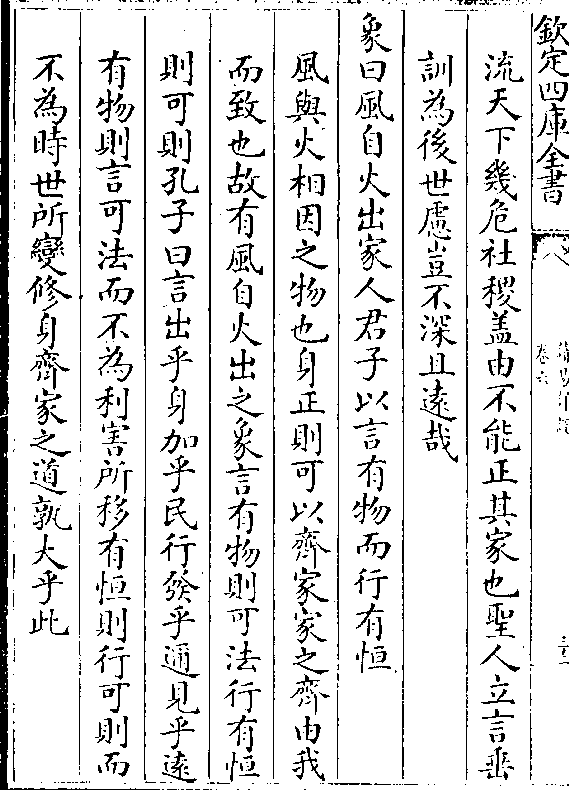 欽定四庫全書
卷六
流天下幾危社稷盖由不能正其家也聖人立言垂
訓為後世慮豈不深且遠哉
象曰風自火出家人君子以言有物而行有恒
風與火相因之物也身正則可以齊家家之齊由我
而致也故有風自火出之象言有物則可法行有恒
則可則孔子曰言出乎身加乎民行發乎邇見乎遠
有物則言可法而不為利害所移有恒則行可則而
不為時世所變修身齊家之道孰大乎此